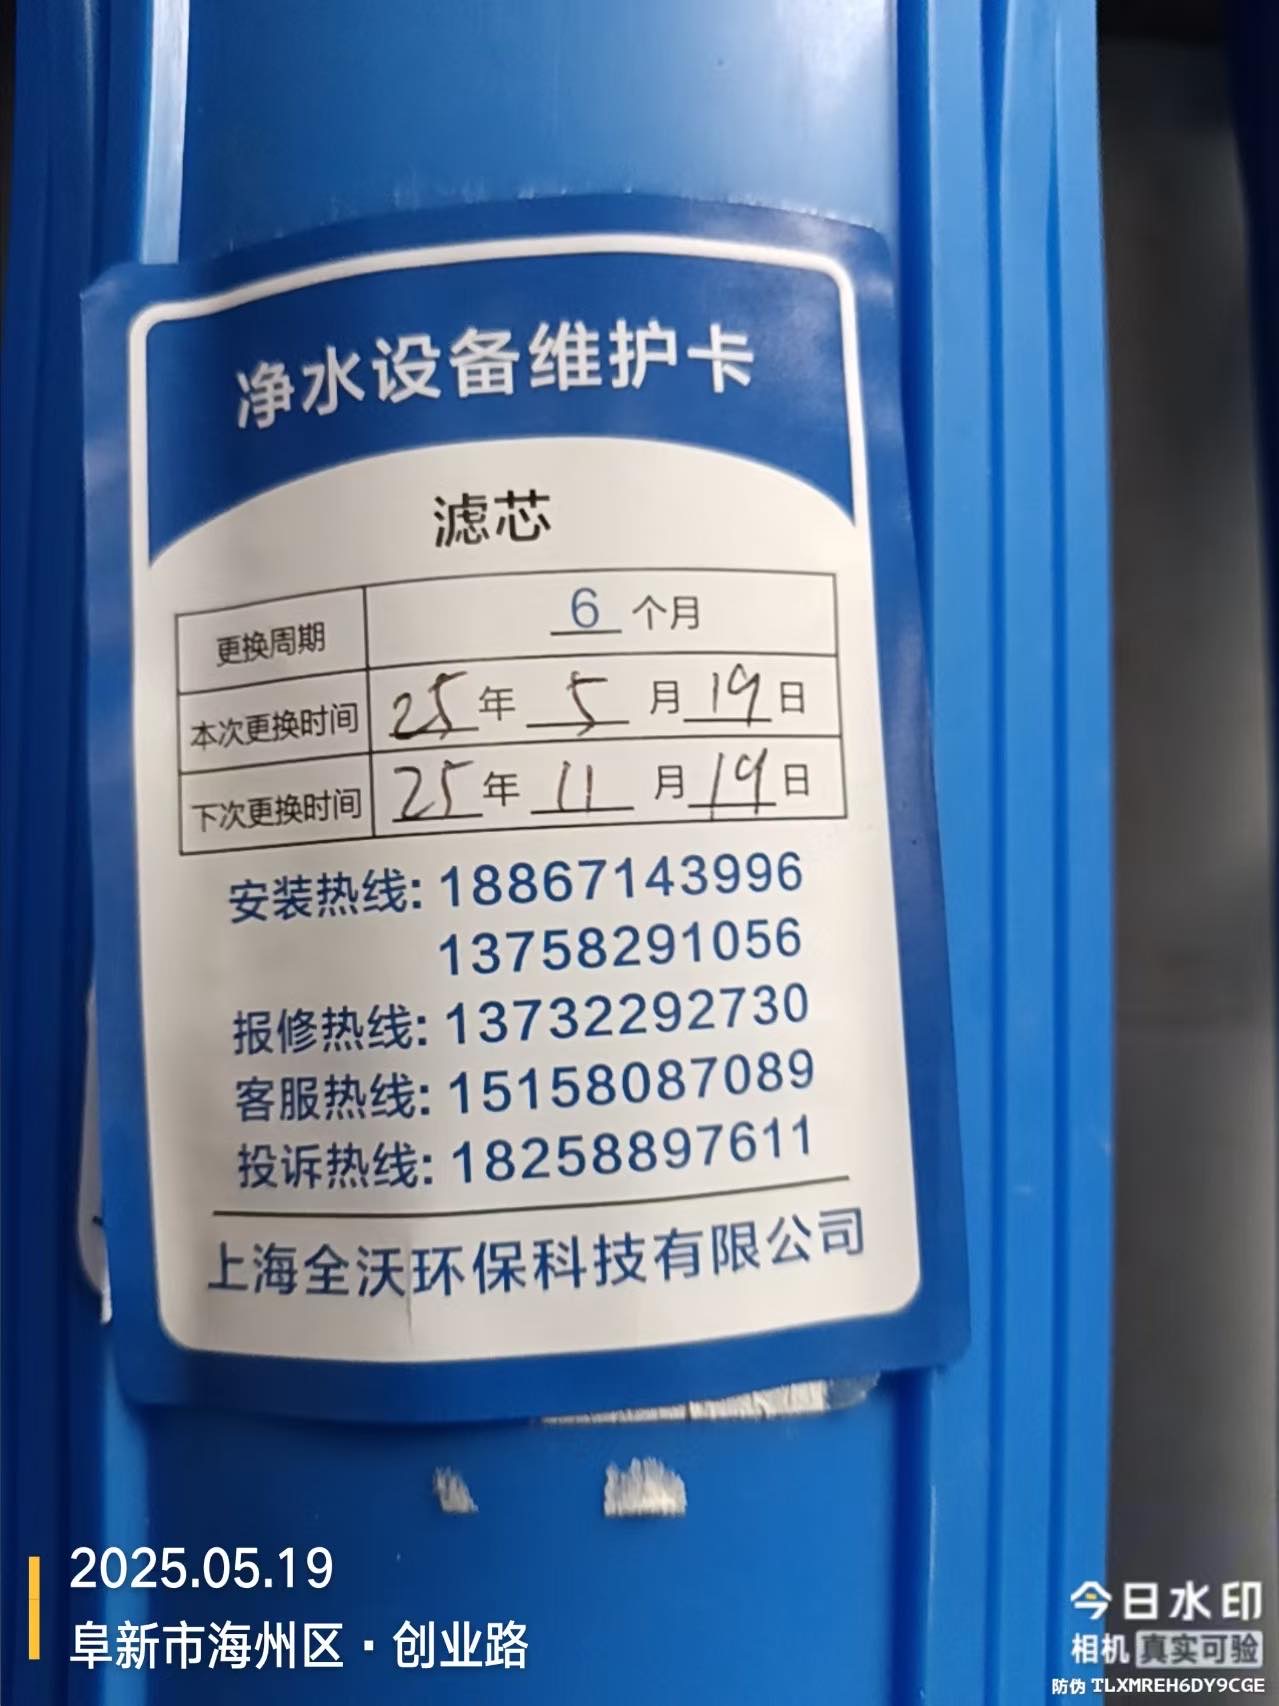 净水设备维护卡
滤芯
更换周期 6 个月
本次更换时间 25 年 5 月 19 日
下次更换时间 25 年 11 月 19 日
安装热线: 18867143996
13758291056
报修热线: 13732292730
客服热线: 15158087089
投诉热线: 18258897611
上海全沃环保科技有限公司
2025.05.19
阜新市海州区·创业路
今日水印
相机 真实可验
防伪 TLXMREH6DY9CGE